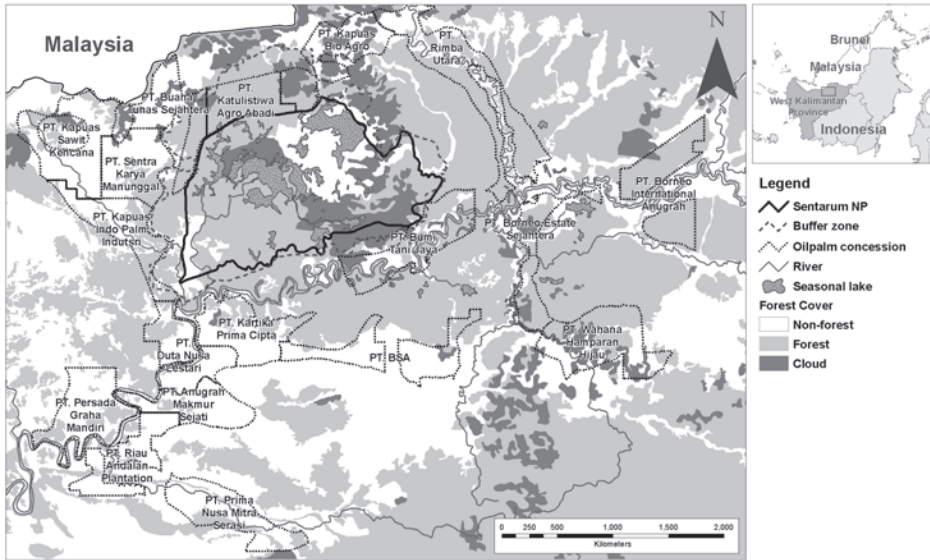 Malaysia
PT. Kapuas
Bio Agro
PT.
Rimba
Utara
N
PT. Buaha
unas Sejahtera
PT.
Katulistiwa
Agro Abadi
PT. Kapuas
Sawit
Kencana
PT. Sentra
Karya
Manunggal
PT. Kapuas
Indo Palm
Indutsri
PT. Borneo
International
Anugrah
PT. Borneo Estate
Sejahtera
PT. Bumi
Tani Jaya
PT. Kartika
Prima Cipta
PT.
Duta Nusa
Lestari
PT. BSA
PT. Wahana
Hamparan
Hijau
PT. Anugrah
Makmur
Sejati
PT. Persada
Graha
Mandiri
PT. Riau
Andalan
Plantation
PT. Prima
Nusa Mitra
Serasi
0 250 500 1,000 1,500 2,000
Kilometers
Brunei
Malaysia
West Kalimantan
Province
Indonesia
Legend
Sentarum NP
Buffer zone
Oilpalm concession
River
Seasonal lake
Forest Cover
Non-forest
Forest
Cloud